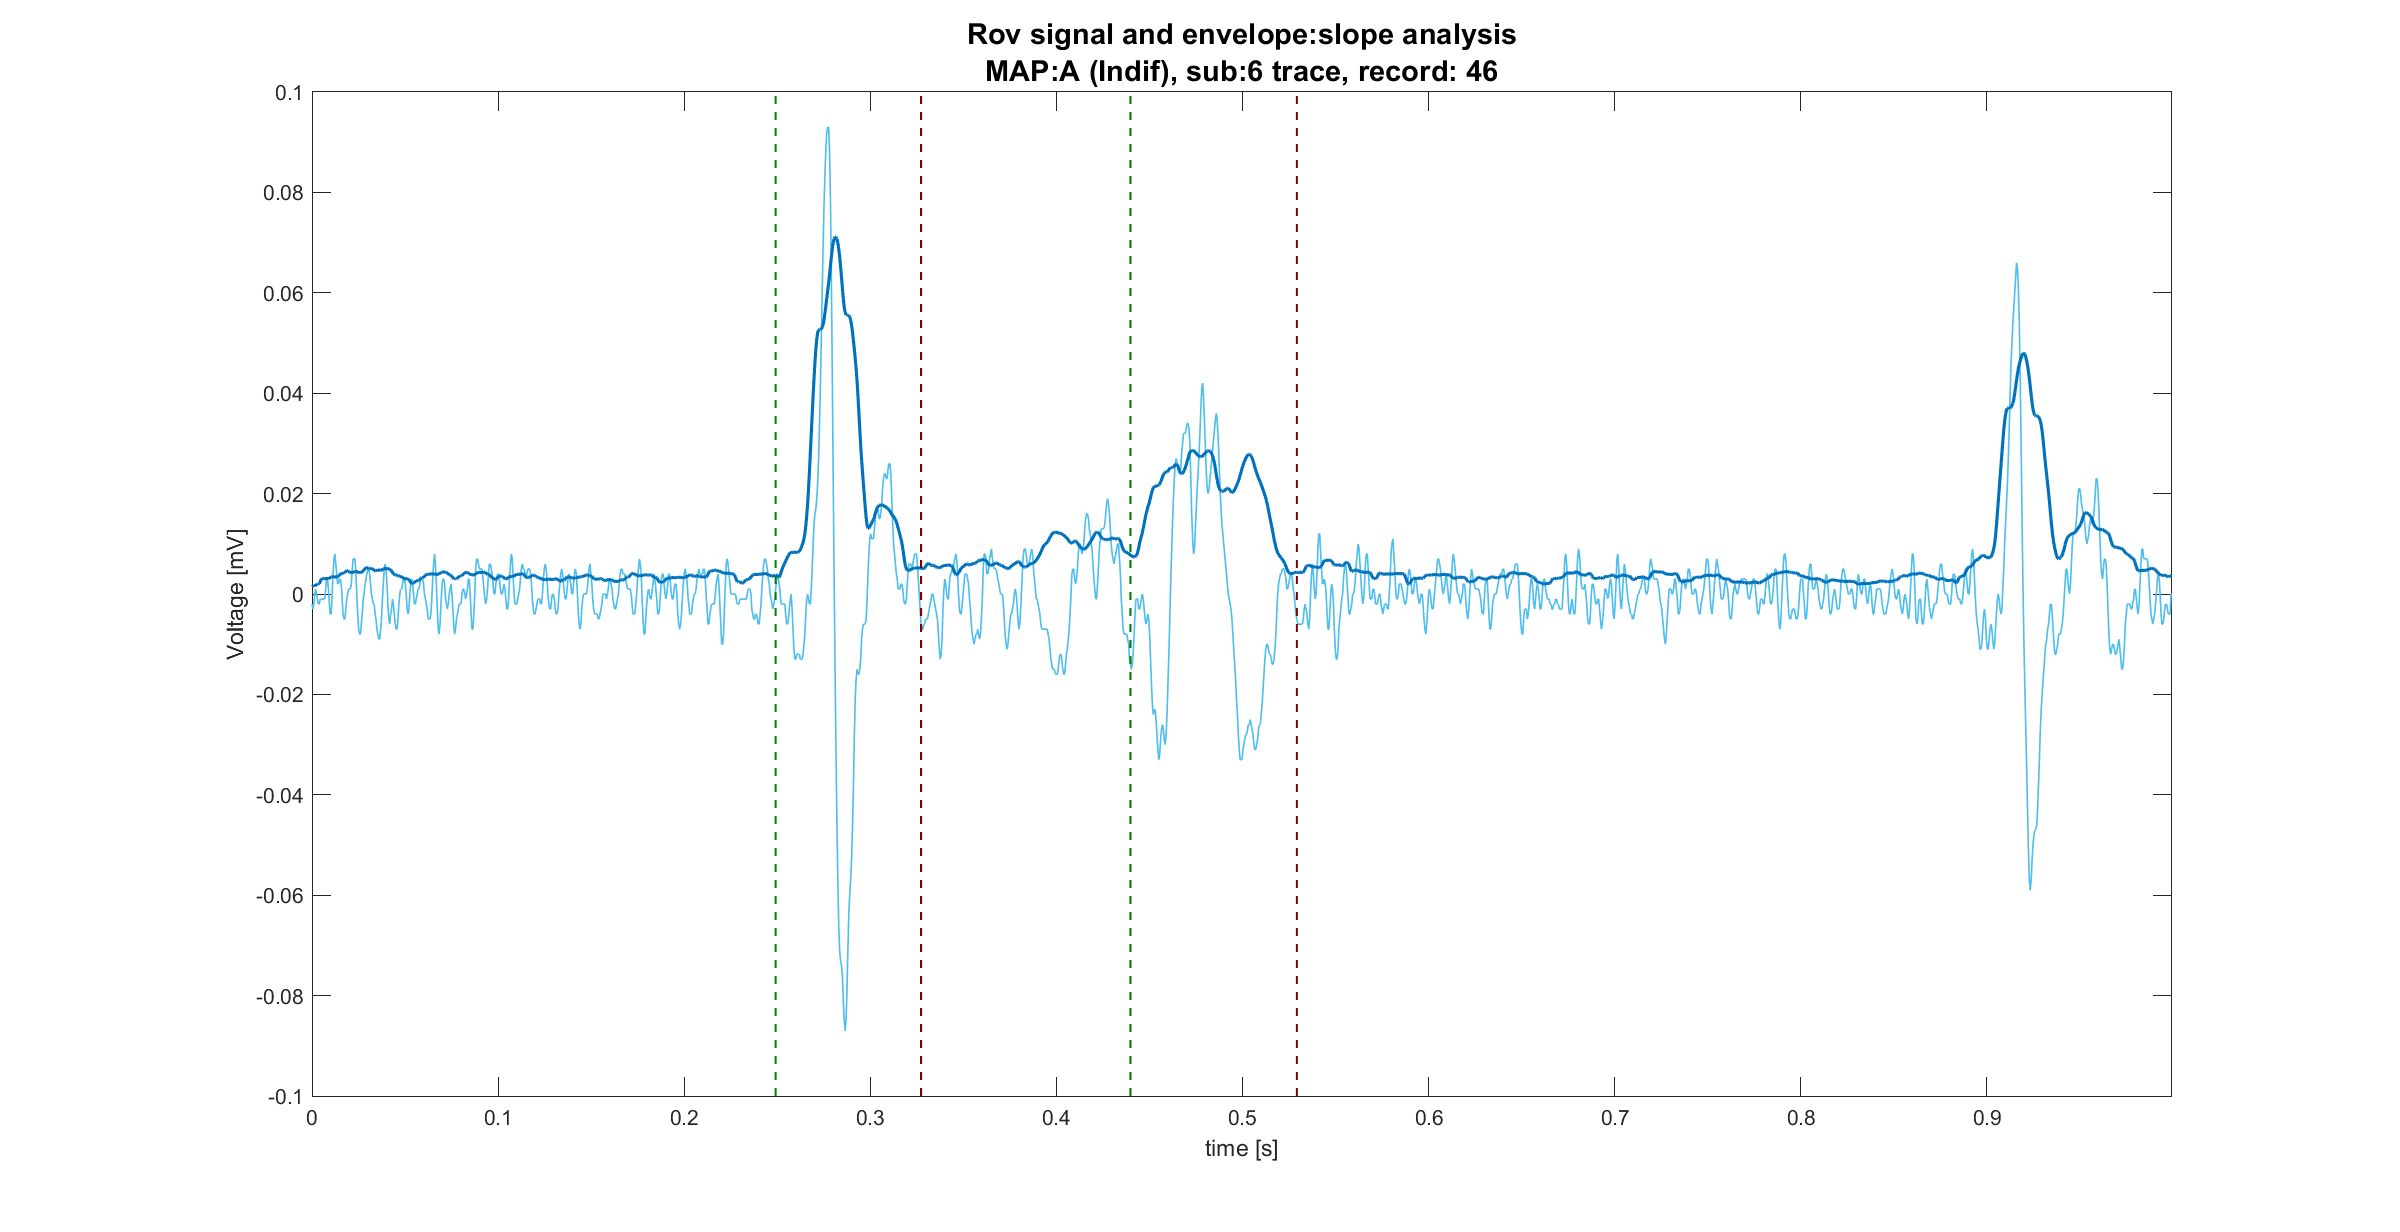 Rov signal and envelope:slope analysis
MAP:A (Indif), sub:6 trace, record: 46
0.1
0.08
0.06
0.04
0.02
0
-0.02
-0.04
-0.06
-0.08
-0.1
Voltage [mV]
0 0.1 0.2 0.3 0.4 0.5 0.6 0.7 0.8 0.9
time [s]